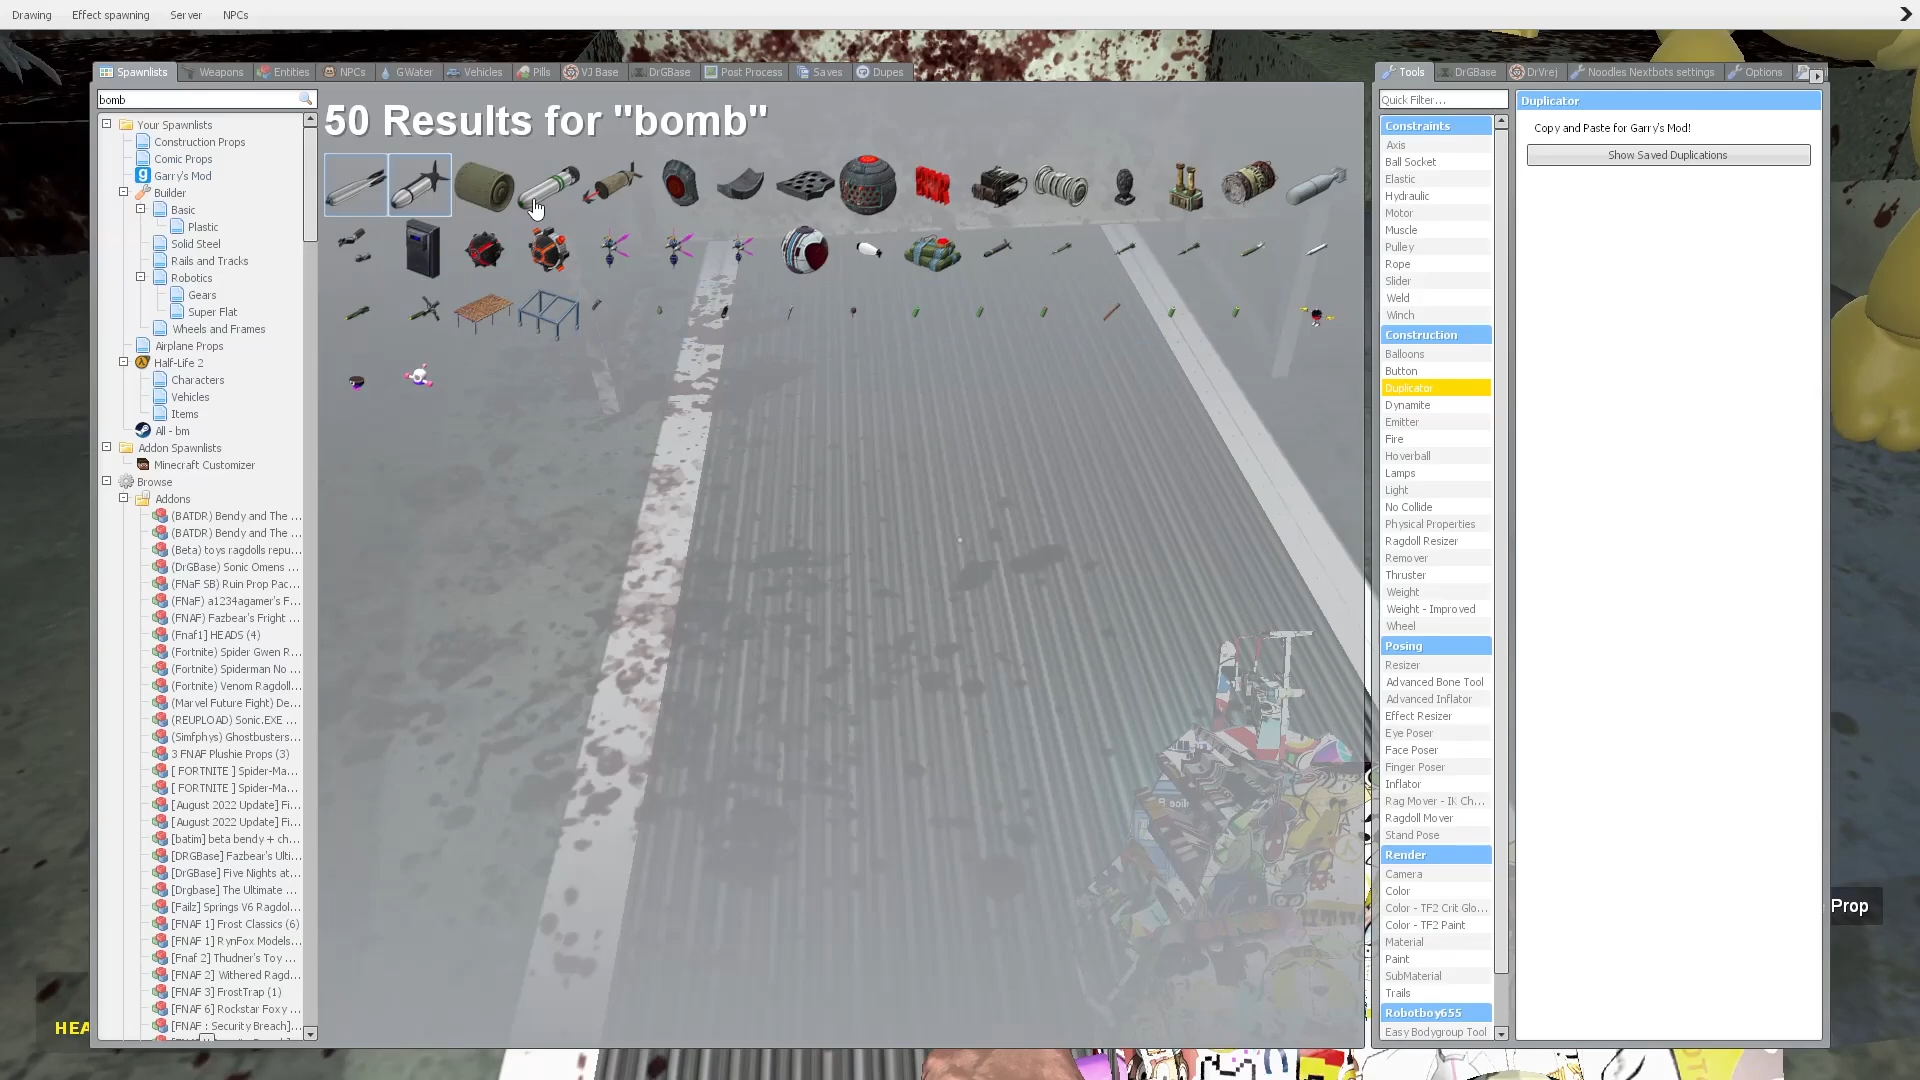 Drawing Effect spawning Server NPCs
Spawnlists Weapons Entities NPCs GWater Vehicles Pills VJ Base DrGBase Post Process Saves Dupes
bomb
Your Spawnlists
Construction Props
Comic Props
Garry's Mod
Builder
Basic
Plastic
Solid Steel
Rails and Tracks
Robotics
Gears
Super Flat
Wheels and Frames
Airplane Props
Half-Life 2
Characters
Vehicles
Items
All - bm
Addon Spawnlists
Minecraft Customizer
Browse
Addons
(BATDR) Bendy and The ...
(BATDR) Bendy and The ...
(Beta) toys ragdolls repu...
(DrGBase) Sonic Omens ...
(FNaF SB) Ruin Prop Pac...
(FNaF) a1234agamer's F...
(FNAF) Fazbear's Fright ...
(Fnaf1] HEADS (4)
(Fortnite) Spider Gwen R...
(Fortnite) Spiderman No ...
(Fortnite) Venom Ragdoll...
(Marvel Future Fight) De...
(REUPLOAD) Sonic.EXE ...
(Simfphys) Ghostbusters...
3 FNAF Plushie Props (3)
[ FORTNITE ] Spider-Ma...
[ FORTNITE ] Spider-Ma...
[August 2022 Update] Fi...
[August 2022 Update] Fi...
[batim] beta bendy + ch...
[DRGBase] Fazbear's Ulti...
[DrGBase] Five Nights at...
[Drgbase] The Ultimate ...
[Failz] Springs V6 Ragdol...
[FNAF 1] Frost Classics (6)
[FNAF 1] RynFox Models...
[Fnaf 2] Thudner's Toy ...
[FNAF 2] Withered Ragd...
[FNAF 3] FrostTrap (1)
[FNAF 6] Rockstar Foxy ...
[FNAF : Security Breach]...
50 Results for "bomb"
Tools DrGBase DrVrej Noodles Nextbots settings Options
Quick Filter...
Constraints
Axis
Ball Socket
Elastic
Hydraulic
Motor
Muscle
Pulley
Rope
Slider
Weld
Winch
Construction
Balloons
Button
Duplicator
Dynamite
Emitter
Fire
Hoverball
Lamps
Light
No Collide
Physical Properties
Ragdoll Resizer
Remover
Thruster
Weight
Weight - Improved
Wheel
Posing
Resizer
Advanced Bone Tool
Advanced Inflator
Effect Resizer
Eye Poser
Face Poser
Finger Poser
Inflator
Rag Mover - IK Ch...
Ragdoll Mover
Stand Pose
Render
Camera
Color
Color - TF2 Crit Glo...
Color - TF2 Paint
Material
Paint
SubMaterial
Trails
Robotboy655
Easy Bodygroup Tool
Duplicator
Copy and Paste for Garry's Mod!
Show Saved Duplications
Prop
HEA